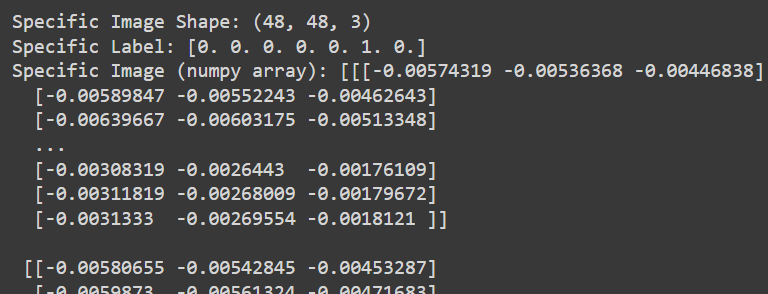 Specific Image Shape: (48, 48, 3)
Specific Label: [0. 0. 0. 0. 0. 1. 0.]
Specific Image (numpy array): [[[-0.00574319 -0.00536368 -0.00446838]
  [-0.00589847 -0.00552243 -0.00462643]
  [-0.00639667 -0.00603175 -0.00513348]
  ...
  [-0.00308319 -0.0026443  -0.00176109]
  [-0.00311819 -0.00268009 -0.00179672]
  [-0.0031333  -0.00269554 -0.0018121 ]]

 [[-0.00580655 -0.00542845 -0.00453287]
  [-0.0059873  -0.00561324 -0.00471683]